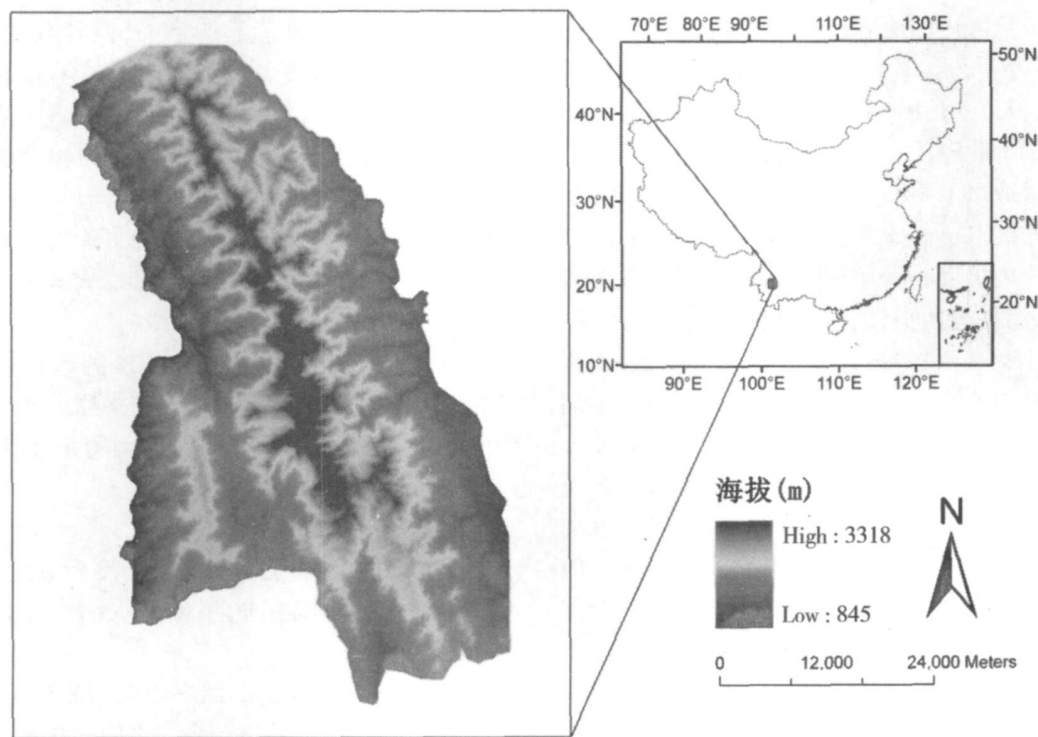 70°E 80°E 90°E 110°E 130°E
50°N
40°N
40°N
30°N
30°N
20°N
20°N
10°N
90°E 100°E 110°E 120°E
海拔(m)
High : 3318
Low : 845
N
0 12,000 24,000 Meters